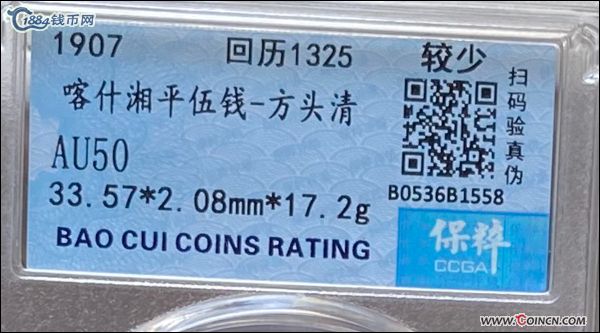 1884钱币网
1907 回历1325 较少
喀什湘平伍钱-方头清
AU50
33.57*2.08mm*17.2g
BAO CUI COINS RATING
扫码验真伪
B0536B1558
保粹
CCGA
www.COINCN.com